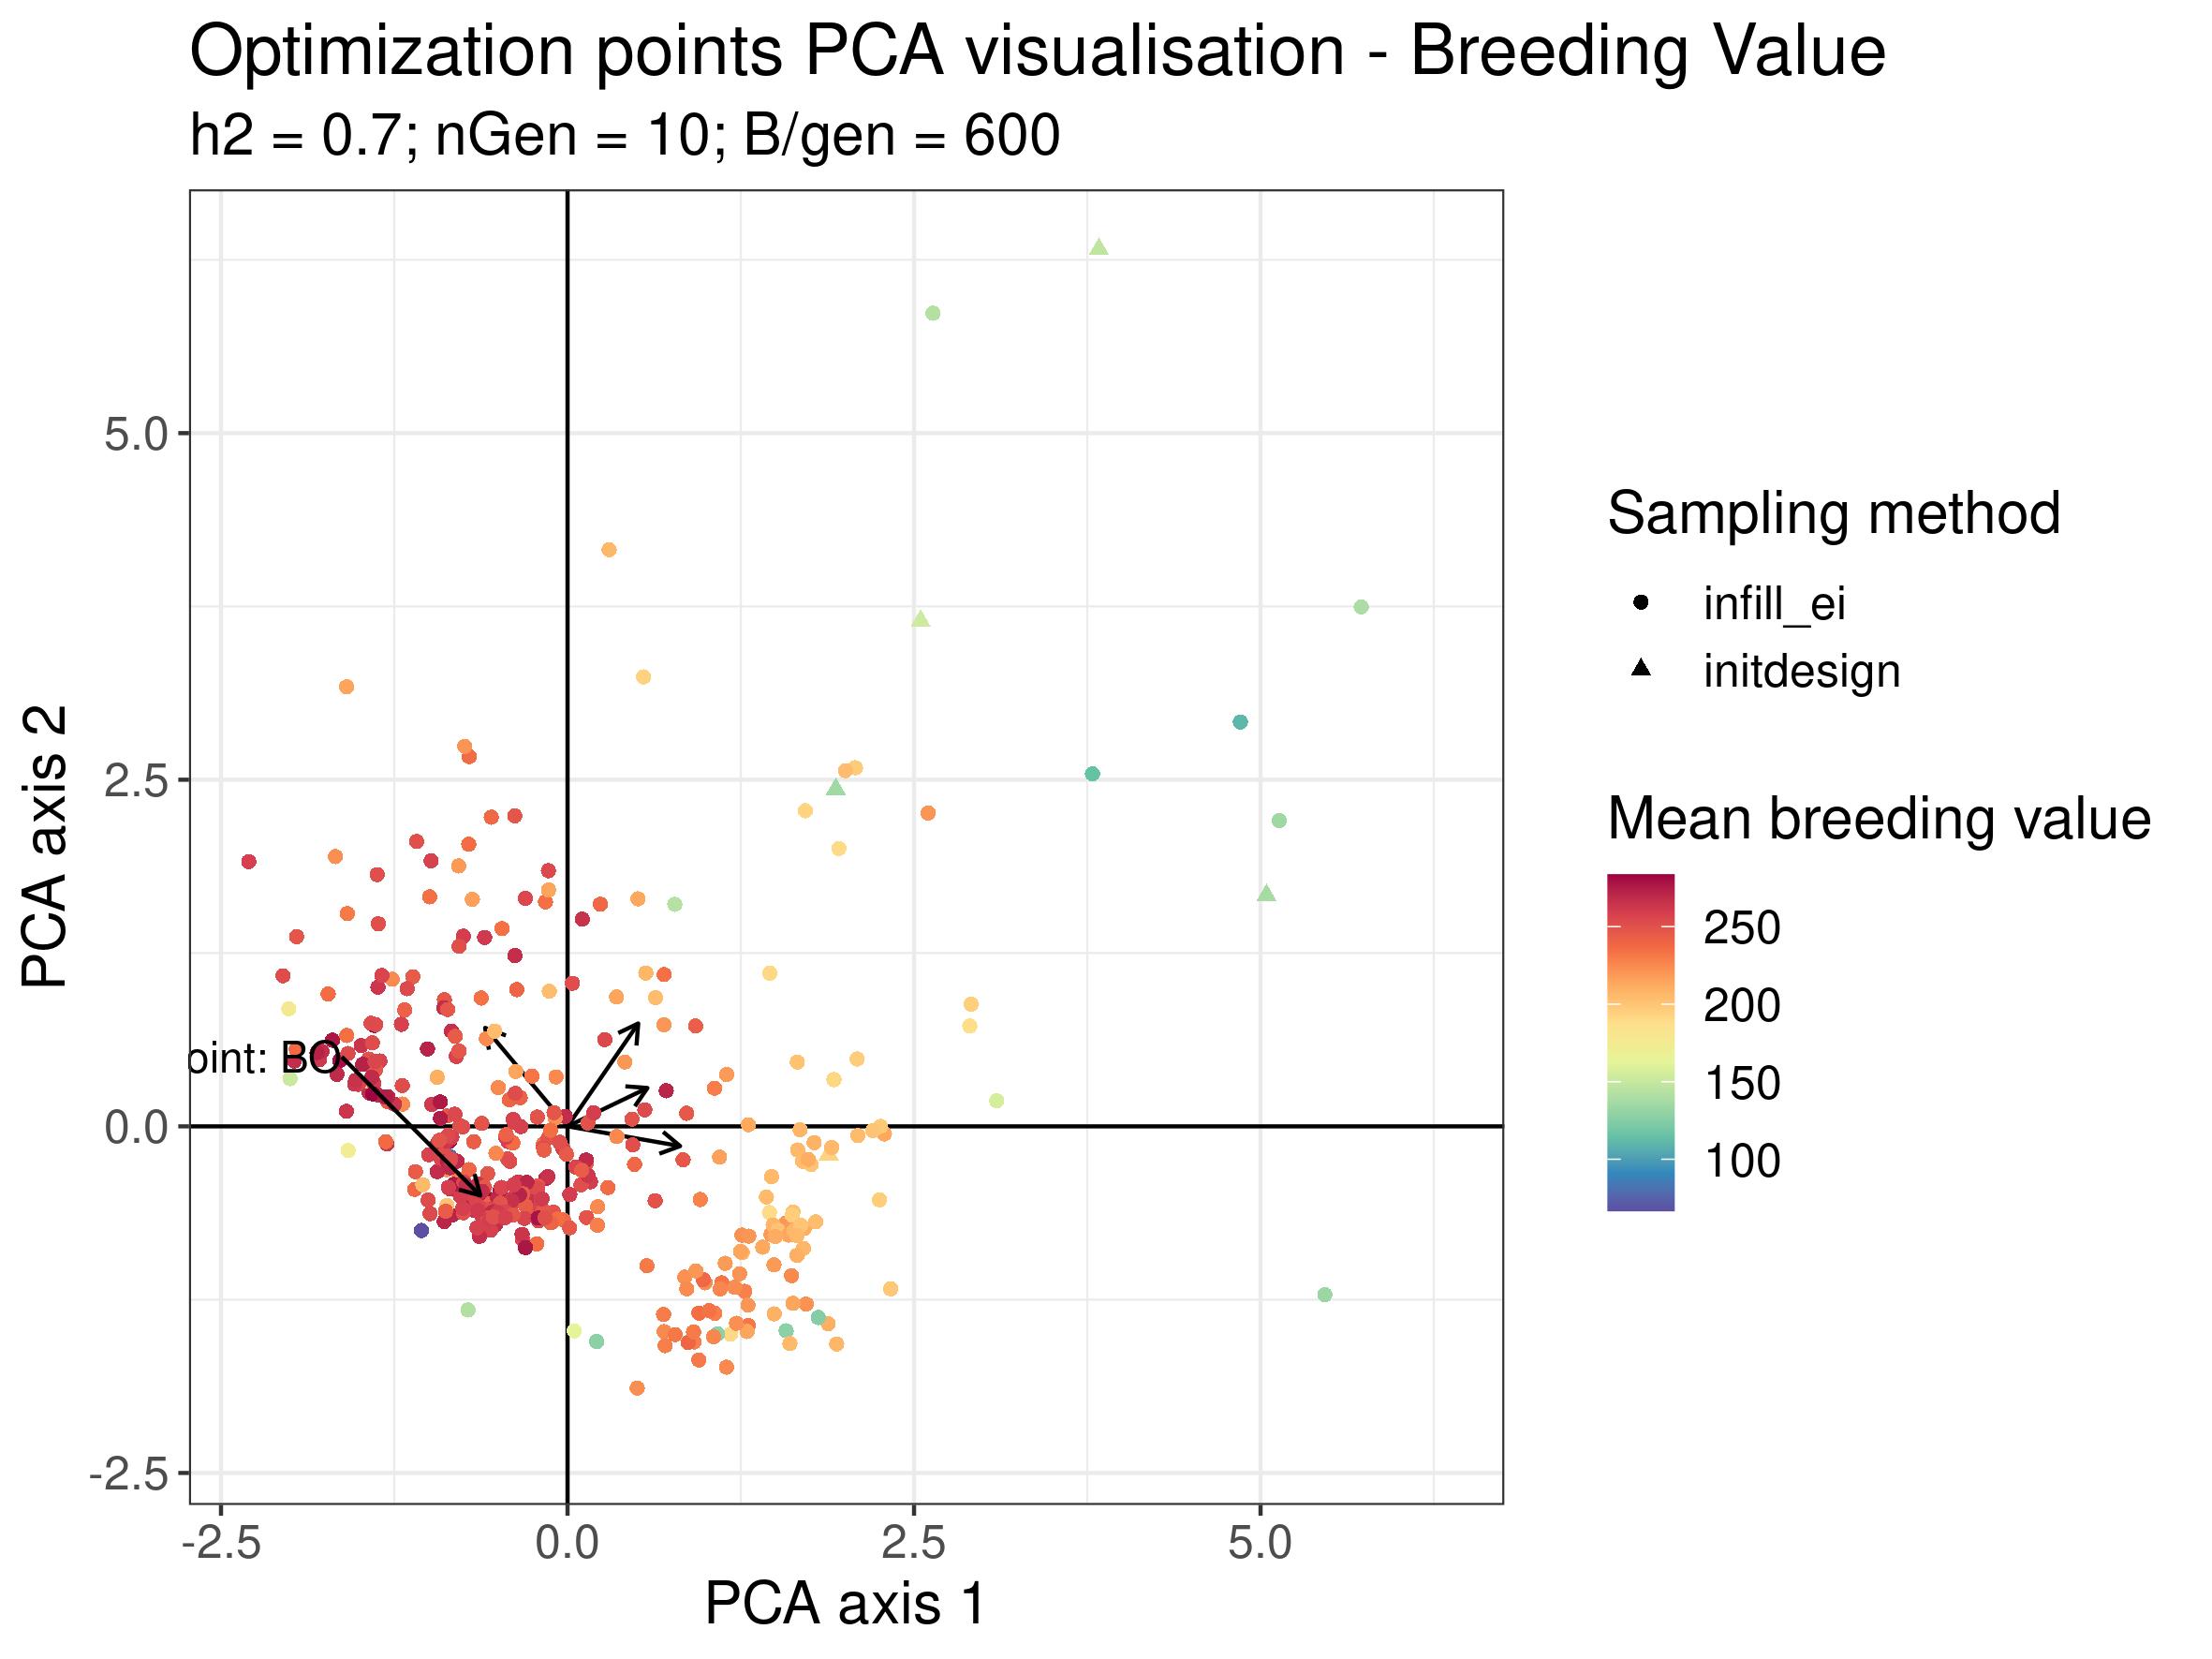 Optimization points PCA visualisation - Breeding Value
h2 = 0.7; nGen = 10; B/gen = 600
PCA axis 2
5.0
2.5
0.0
-2.5
oint: BO
-2.5
0.0
2.5
5.0
PCA axis 1
Sampling method
infill_ei
initdesign
Mean breeding value
250
200
150
100